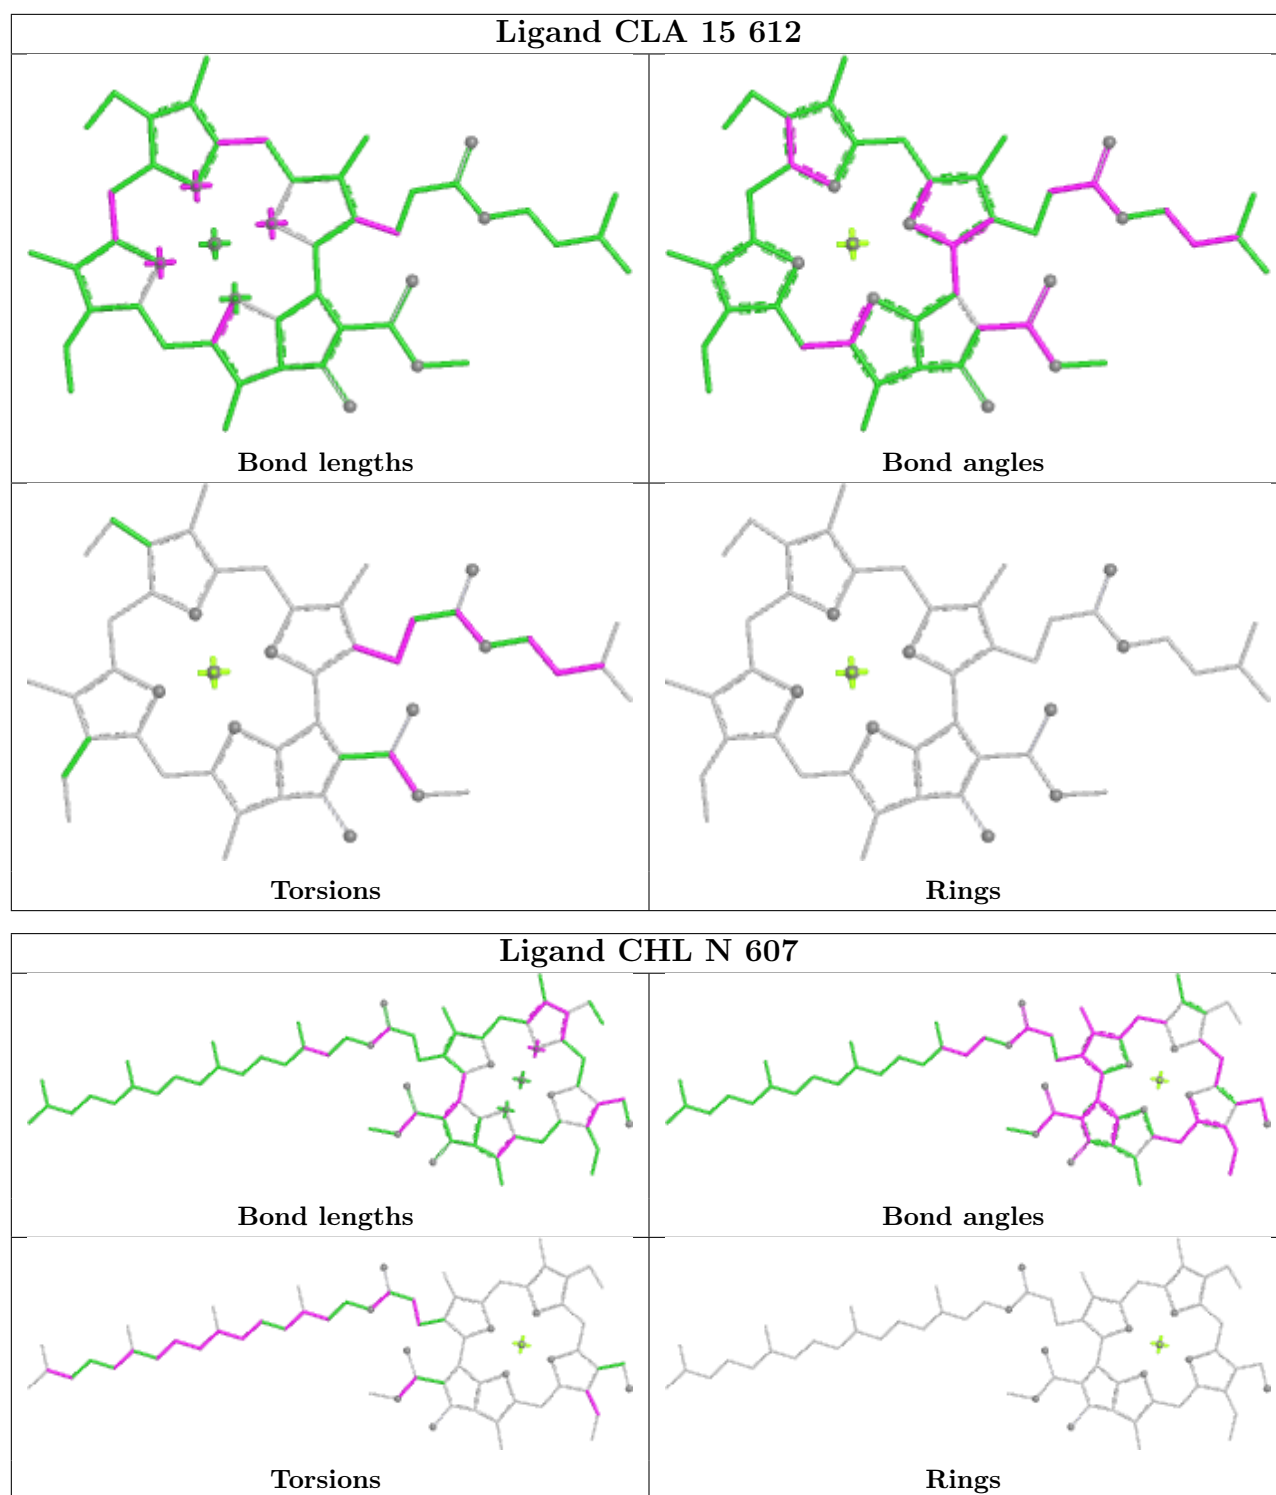 Ligand CLA 15 612
Bond lengths
Bond angles
Torsions
Rings
Ligand CHL N 607
Bond lengths
Bond angles
Torsions
Rings